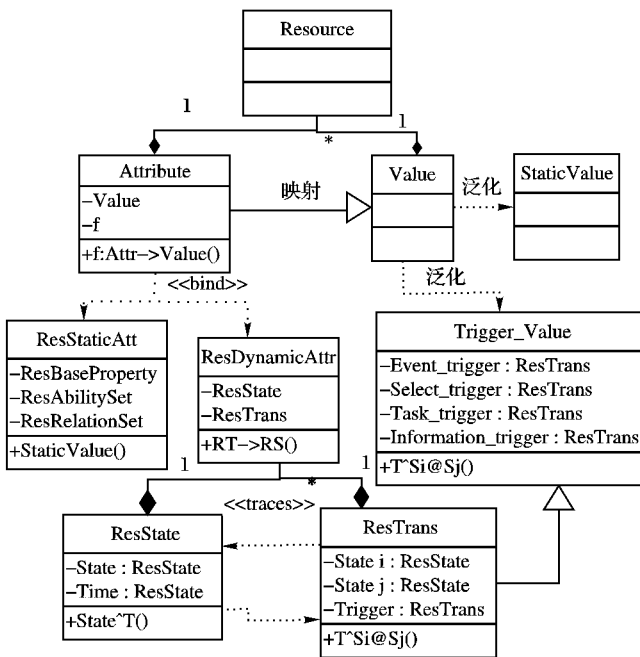 Resource
1
1
*
Attribute
–Value
–f
+f:Attr–>Value()
映射
Value
泛化
StaticValue
<<bind>>
泛化
ResStaticAtt
–ResBaseProperty
–ResAbilitySet
–ResRelationSet
+StaticValue()
ResDynamicAttr
–ResState
–ResTrans
+RT–>RS()
Trigger_Value
–Event_trigger : ResTrans
–Select_trigger : ResTrans
–Task_trigger : ResTrans
–Information_trigger : ResTrans
+T^Si@Sj()
1
1
*
<<traces>>
ResState
–State : ResState
–Time : ResState
+State^T()
ResTrans
–State i : ResState
–State j : ResState
–Trigger : ResTrans
+T^Si@Sj()